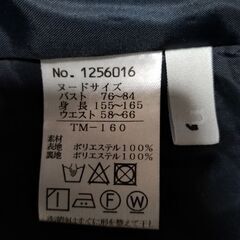 No. 1256016
ヌードサイズ
バスト 76~84
身長 155~165
ウエスト 58~66
TM-160
素材
表地 ポリエステル100%
裏地 ポリエステル100%